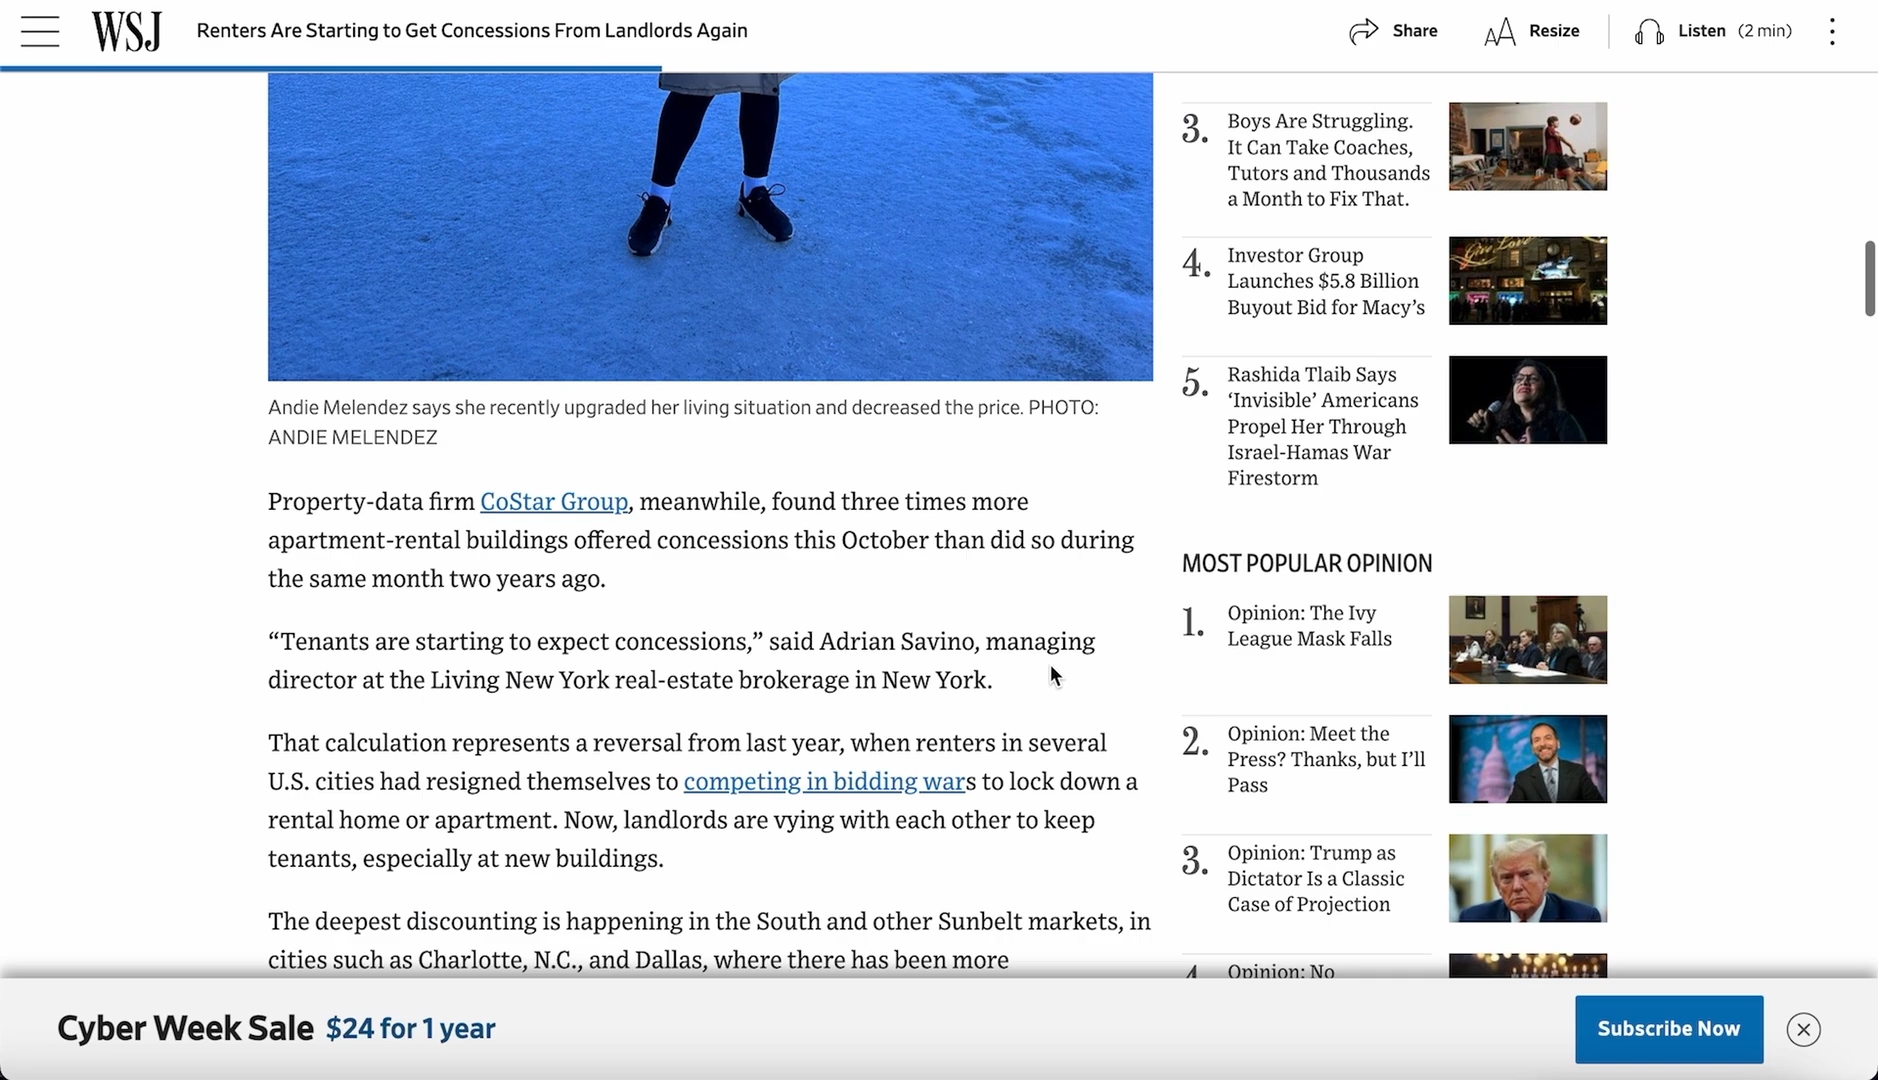 WSJ
Renters Are Starting to Get Concessions From Landlords Again
Share
Resize
Listen (2 min)
Andie Melendez says she recently upgraded her living situation and decreased the price. PHOTO:
ANDIE MELENDEZ
Property-data firm CoStar Group, meanwhile, found three times more
apartment-rental buildings offered concessions this October than did so during
the same month two years ago.
“Tenants are starting to expect concessions,” said Adrian Savino, managing
director at the Living New York real-estate brokerage in New York.
That calculation represents a reversal from last year, when renters in several
U.S. cities had resigned themselves to competing in bidding wars to lock down a
rental home or apartment. Now, landlords are vying with each other to keep
tenants, especially at new buildings.
The deepest discounting is happening in the South and other Sunbelt markets, in
cities such as Charlotte, N.C., and Dallas, where there has been more
3.
Boys Are Struggling.
It Can Take Coaches,
Tutors and Thousands
a Month to Fix That.
4.
Investor Group
Launches $5.8 Billion
Buyout Bid for Macy’s
5.
Rashida Tlaib Says
‘Invisible’ Americans
Propel Her Through
Israel-Hamas War
Firestorm
MOST POPULAR OPINION
1.
Opinion: The Ivy
League Mask Falls
2.
Opinion: Meet the
Press? Thanks, but I’ll
Pass
3.
Opinion: Trump as
Dictator Is a Classic
Case of Projection
4
Opinion: No
Cyber Week Sale $24 for 1 year
Subscribe Now